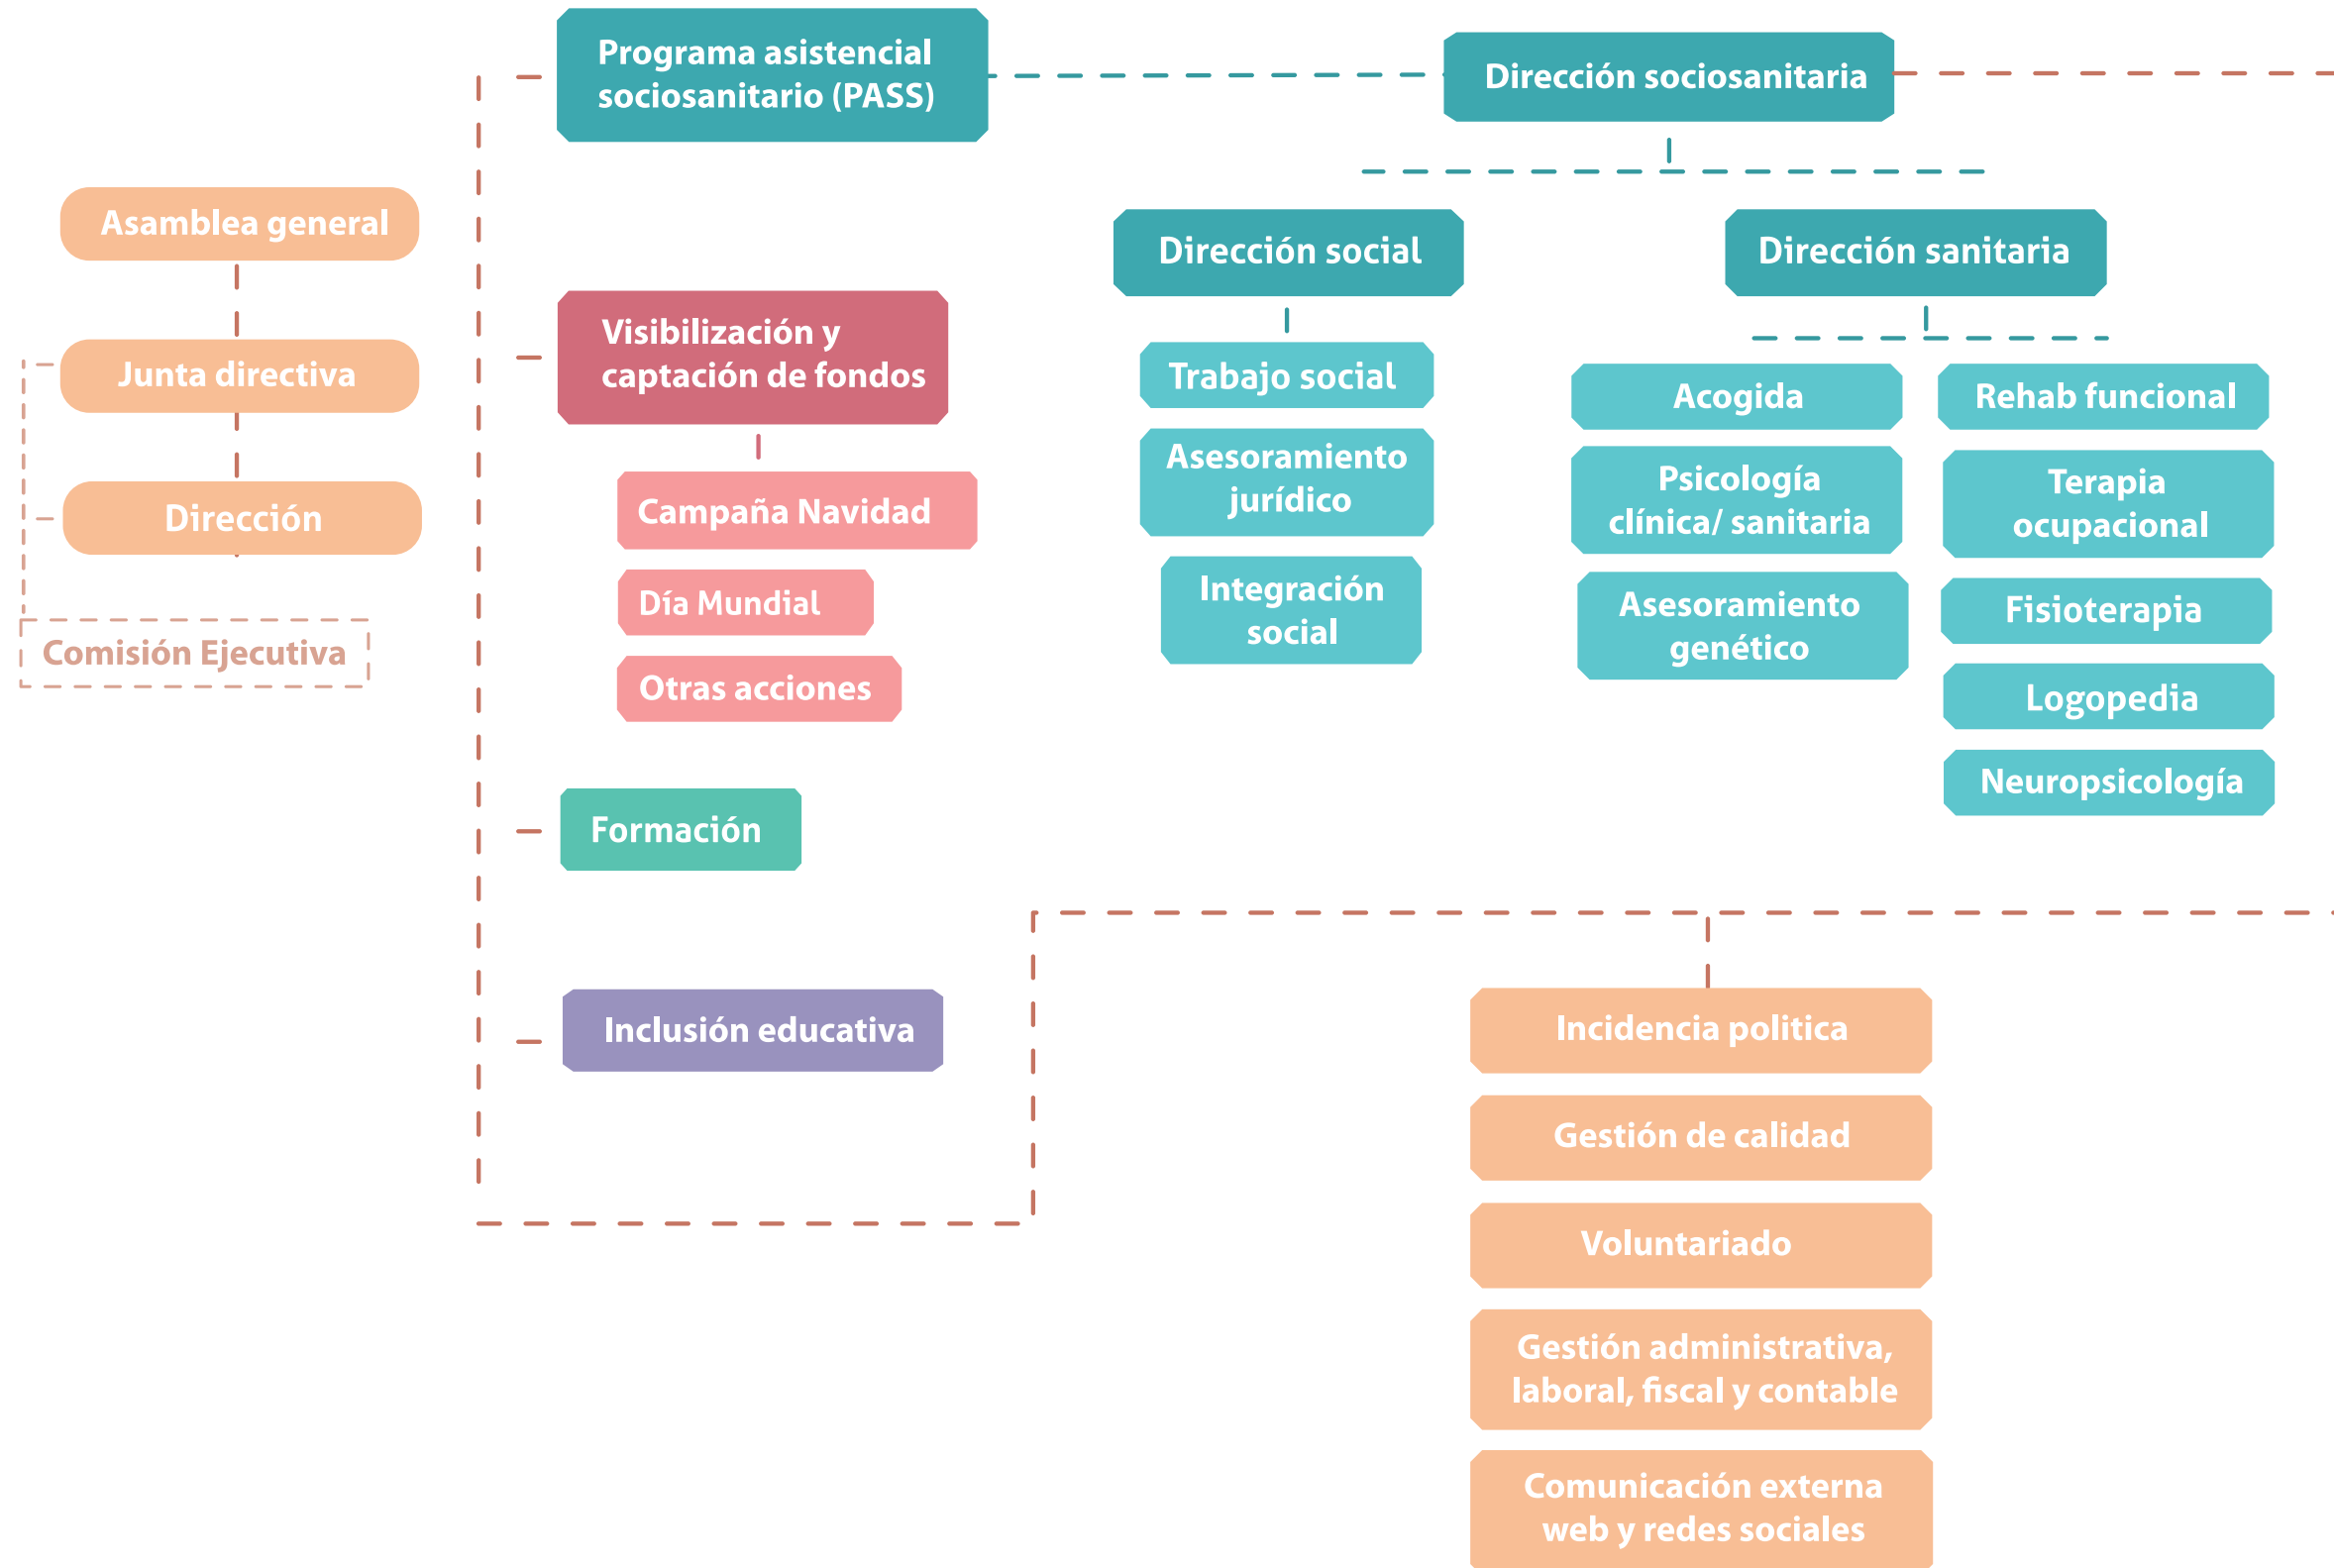 Asamblea general
Junta directiva
Dirección
Comisión Ejecutiva
Programa asistencial
sociosanitario (PASS)
Visibilización y
captación de fondos
Campaña Navidad
Día Mundial
Otras acciones
Formación
Inclusión educativa
Dirección sociosanitaria
Dirección social
Trabajo social
Asesoramiento
jurídico
Integración
social
Dirección sanitaria
Acogida
Psicología
clínica/ sanitaria
Asesoramiento
genético
Rehab funcional
Terapia
ocupacional
Fisioterapia
Logopedia
Neuropsicología
Incidencia politica
Gestión de calidad
Voluntariado
Gestión administrativa,
laboral, fiscal y contable
Comunicación externa
web y redes sociales